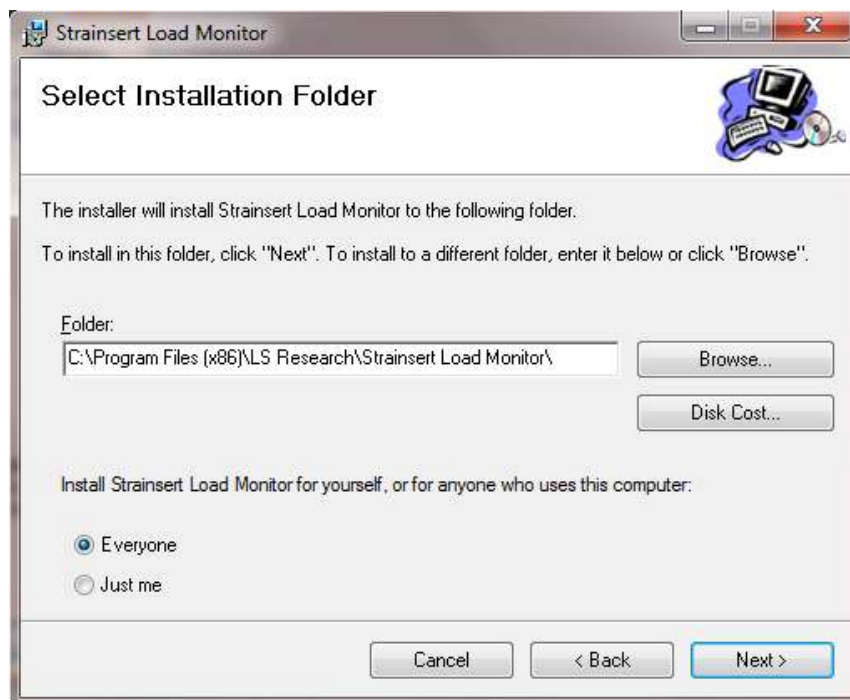 Strainsert Load Monitor
Select Installation Folder
The installer will install Strainsert Load Monitor to the following folder.
To install in this folder, click "Next". To install to a different folder, enter it below or click "Browse".
Folder:
C:\Program Files (x86)\LS Research\Strainsert Load Monitor\
Browse...
Disk Cost...
Install Strainsert Load Monitor for yourself, or for anyone who uses this computer:
Everyone
Just me
Cancel
< Back
Next >